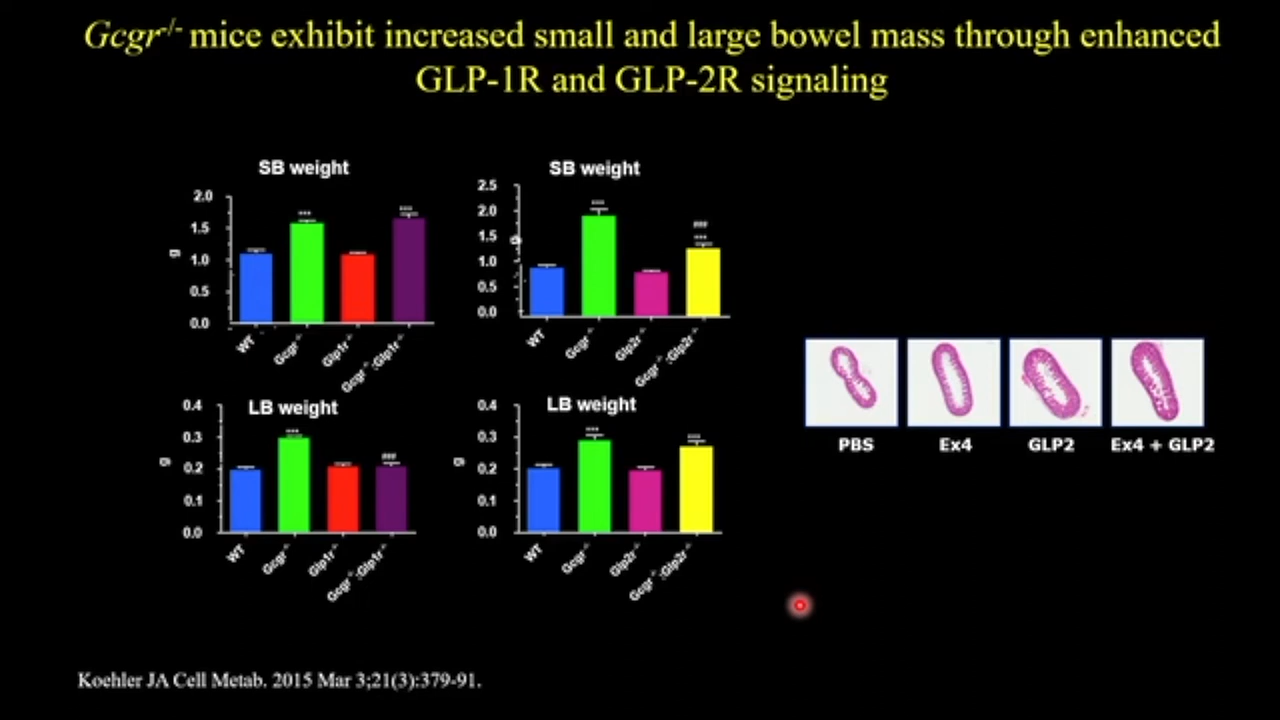 Gcgr-/- mice exhibit increased small and large bowel mass through enhanced
GLP-1R and GLP-2R signaling
SB weight
2.0
1.5
1.0
0.5
0.0
g
***
***
WT
Gcgr-/-
Glp1r-/-
Gcgr-/-:Glp1r-/-
SB weight
2.5
2.0
1.5
1.0
0.5
0.0
g
***
###
***
WT
Gcgr-/-
Glp2r-/-
Gcgr-/-:Glp2r-/-
LB weight
0.4
0.3
0.2
0.1
0.0
g
***
###
WT
Gcgr-/-
Glp1r-/-
Gcgr-/-:Glp1r-/-
LB weight
0.4
0.3
0.2
0.1
0.0
g
***
***
WT
Gcgr-/-
Glp2r-/-
Gcgr-/-:Glp2r-/-
PBS
Ex4
GLP2
Ex4 + GLP2
Koehler JA Cell Metab. 2015 Mar 3;21(3):379-91.